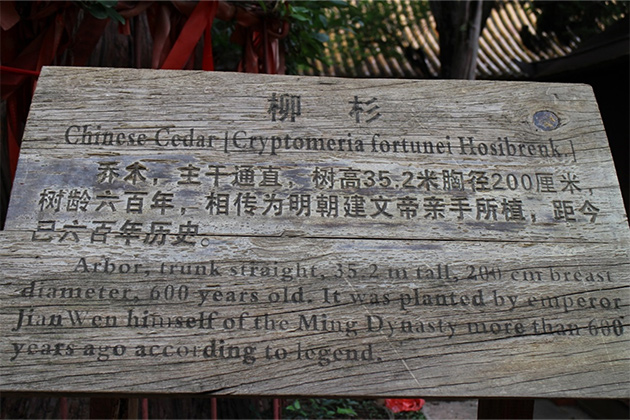 柳杉
Chinese Cedar [Cryptomeria fortunei Hosibrenk.]
乔木，主干通直，树高35.2米胸径200厘米，
树龄六百年，相传为明朝建文帝亲手所植，距今
已六百年历史。
Arbor, trunk straight, 35.2 m tall, 200 cm breast
diameter, 600 years old. It was planted by emperor
JianWen himself of the Ming Dynasty more than 600
years ago according to legend.